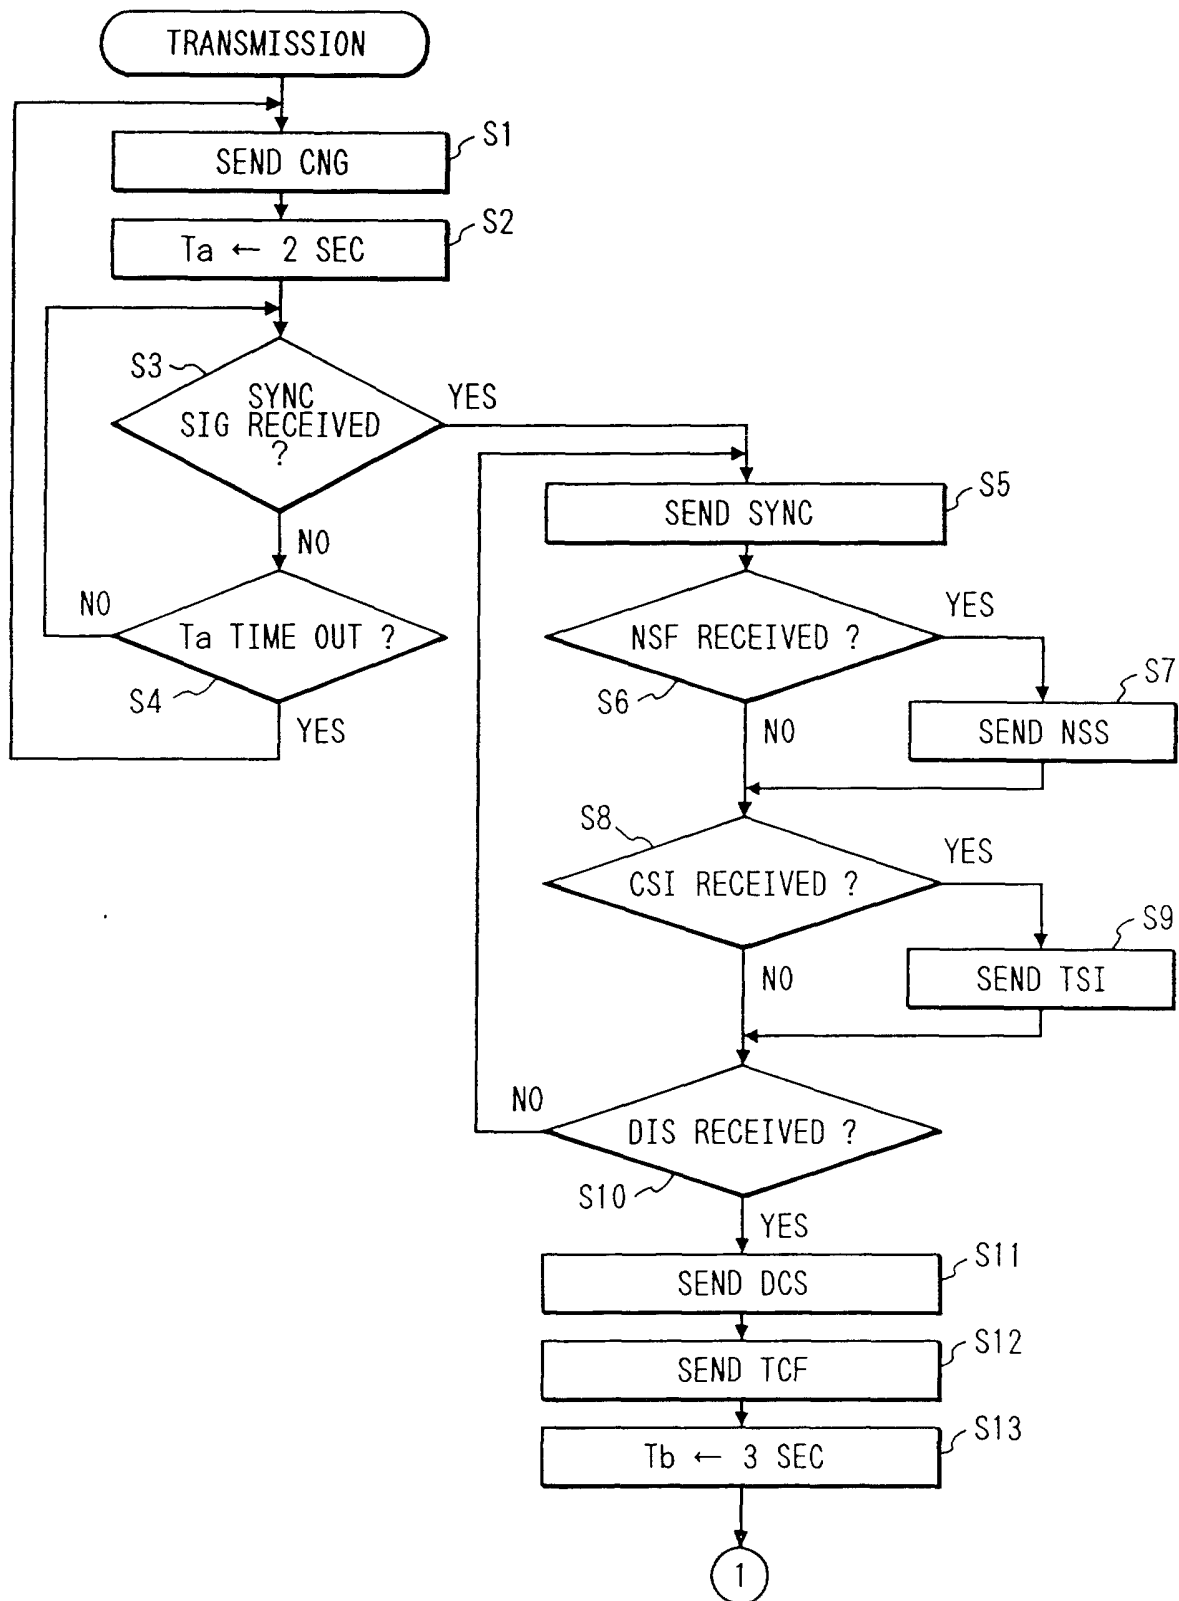 TRANSMISSION
SEND CNG
S1
Ta ← 2 SEC
S2
S3
SYNC
SIG RECEIVED
?
YES
NO
Ta TIME OUT ?
NO
S4
YES
SEND SYNC
S5
NSF RECEIVED ?
YES
S6
NO
SEND NSS
S7
S8
CSI RECEIVED ?
YES
NO
SEND TSI
S9
NO
DIS RECEIVED ?
S10
YES
SEND DCS
S11
SEND TCF
S12
Tb ← 3 SEC
S13
1